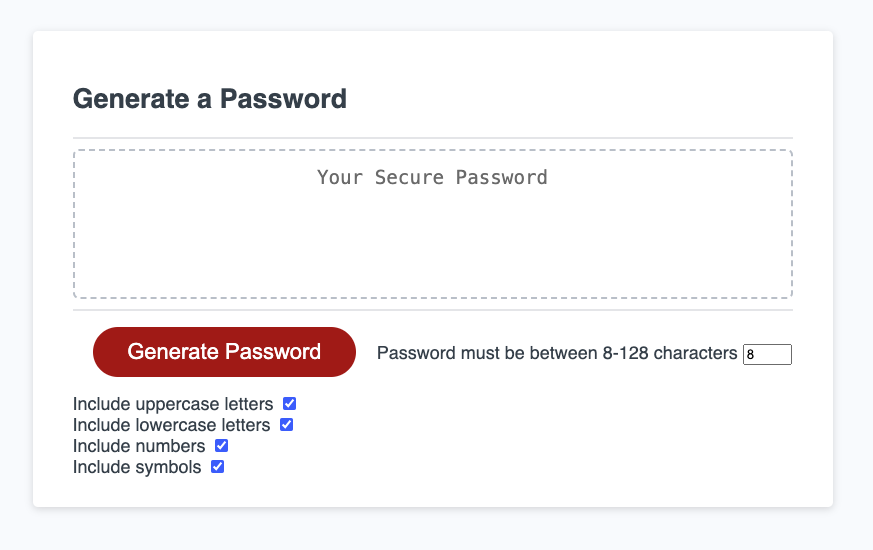 Generate a Password
Your Secure Password
Generate Password Password must be between 8-128 characters 8
Include uppercase letters
Include lowercase letters
Include numbers
Include symbols